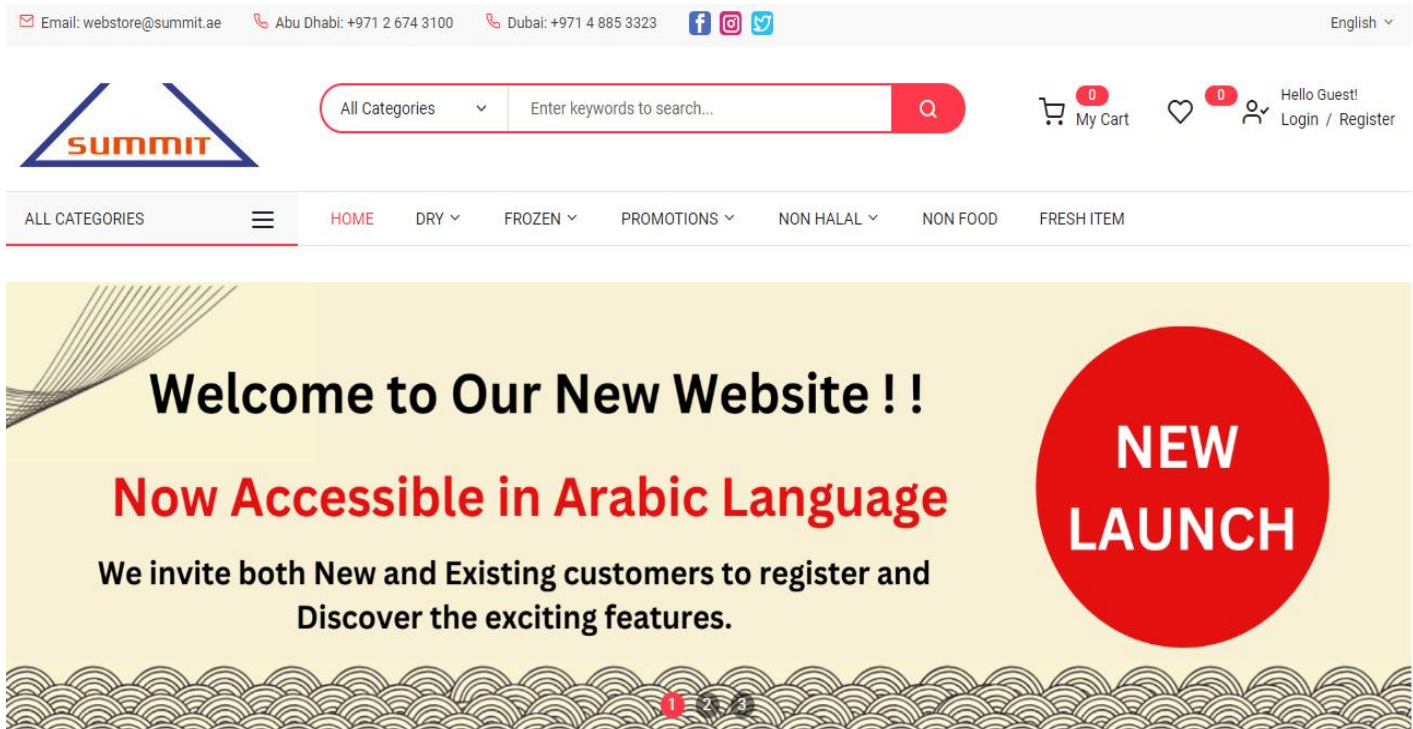 Email: webstore@summit.ae Abu Dhabi: +971 2 674 3100 Dubai: +971 4 885 3323 English
SUMMIT
All Categories Enter keywords to search...
0
My Cart
0
Hello Guest!
Login / Register
ALL CATEGORIES HOME DRY FROZEN PROMOTIONS NON HALAL NON FOOD FRESH ITEM
Welcome to Our New Website ! !
Now Accessible in Arabic Language
We invite both New and Existing customers to register and
Discover the exciting features.
NEW
LAUNCH
1 2 3